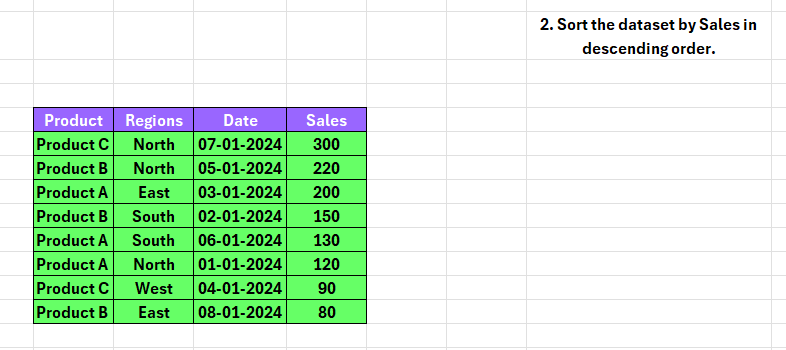 2. Sort the dataset by Sales in
descending order.
Product Regions Date Sales
Product C North 07-01-2024 300
Product B North 05-01-2024 220
Product A East 03-01-2024 200
Product B South 02-01-2024 150
Product A South 06-01-2024 130
Product A North 01-01-2024 120
Product C West 04-01-2024 90
Product B East 08-01-2024 80